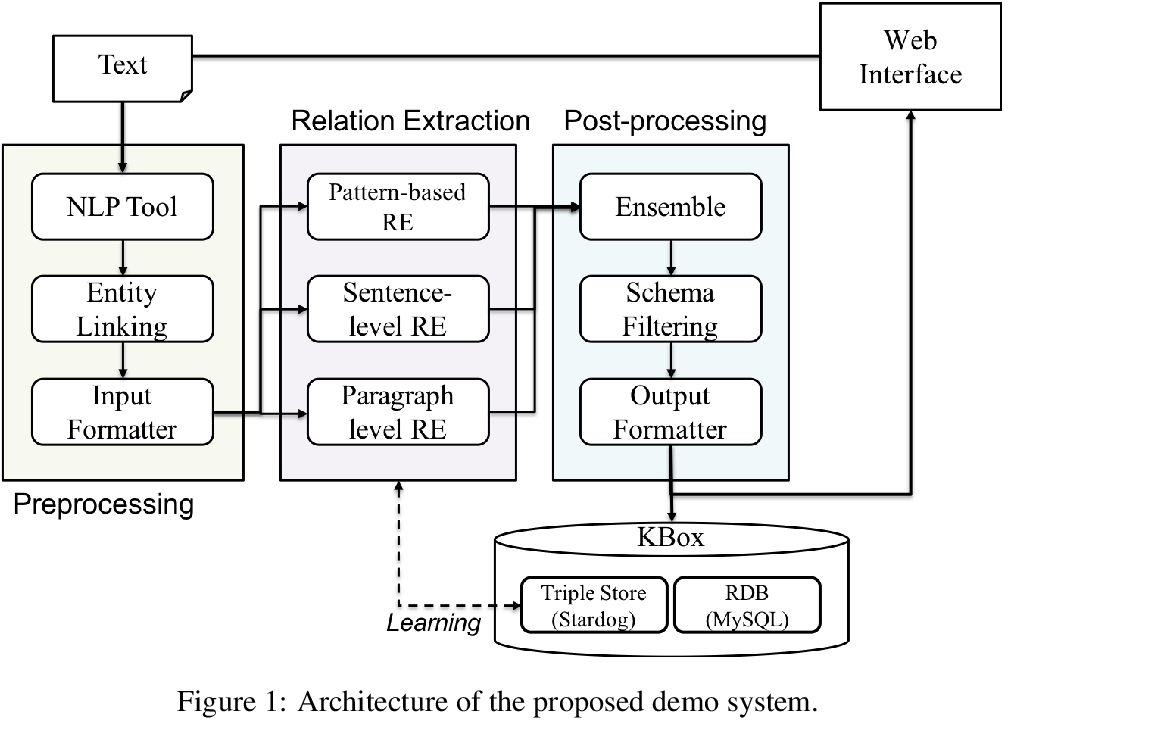 Text
Web
Interface
Relation Extraction
Post-processing
NLP Tool
Entity
Linking
Input
Formatter
Preprocessing
Pattern-based
RE
Sentence-
level RE
Paragraph
level RE
Ensemble
Schema
Filtering
Output
Formatter
KBox
Triple Store
(Stardog)
RDB
(MySQL)
Learning
Figure 1: Architecture of the proposed demo system.